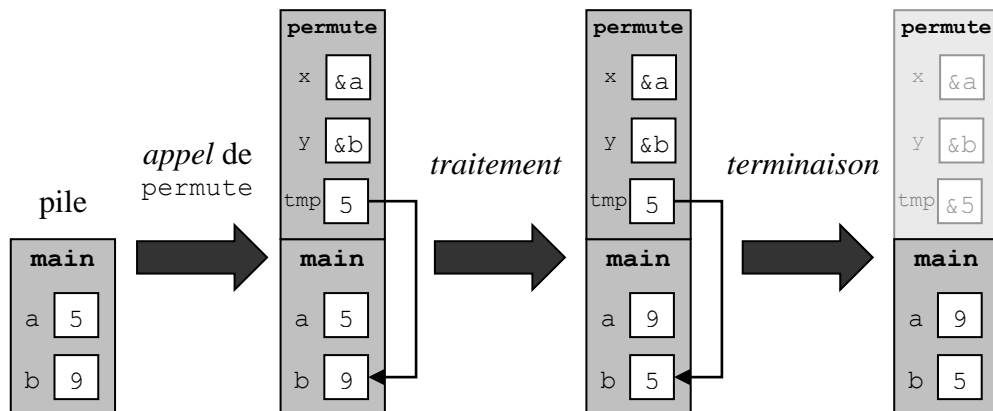 pile
main
a 5
b 9
appel de
permute
permute
x &a
y &b
tmp 5
main
a 5
b 9
traitement
permute
x &a
y &b
tmp 5
main
a 9
b 5
terminaison
permute
x &a
y &b
tmp &5
main
a 9
b 5